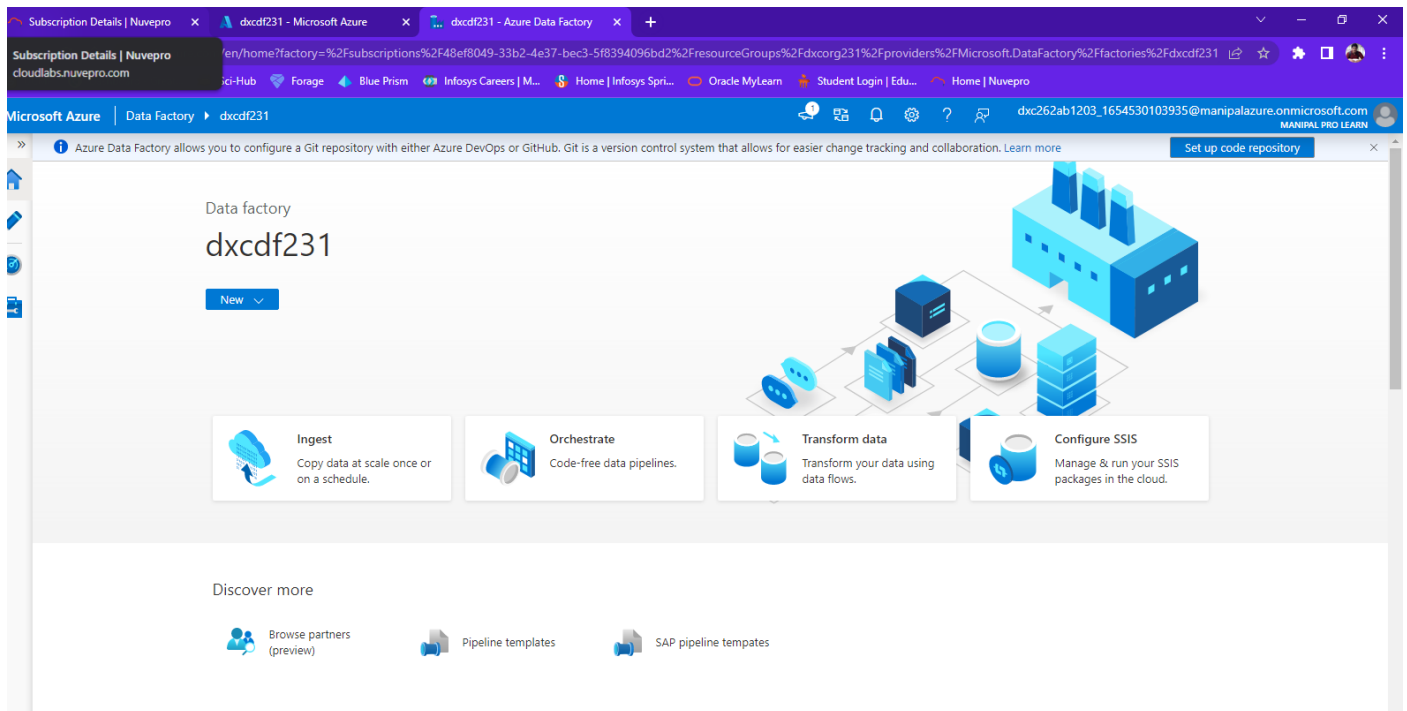 Subscription Details | Nuvepro
dxcdf231 - Microsoft Azure
dxcdf231 - Azure Data Factory
Subscription Details | Nuvepro
cloudlabs.nuvepro.com
/en/home?factory=%2Fsubscriptions%2F48ef8049-33b2-4e37-bec3-5f8394096bd2%2FresourceGroups%2Fdxcorg231%2Fproviders%2FMicrosoft.DataFactory%2Ffactories%2Fdxcdf231
Sci-Hub Forage Blue Prism Infosys Careers | M... Home | Infosys Spri... Oracle MyLearn Student Login | Edu... Home | Nuvepro
Microsoft Azure Data Factory dxcdf231
1
dxc262ab1203_1654530103935@manipalazure.onmicrosoft.com
MANIPAL PRO LEARN
Azure Data Factory allows you to configure a Git repository with either Azure DevOps or GitHub. Git is a version control system that allows for easier change tracking and collaboration. Learn more
Set up code repository
Data factory
dxcdf231
New
Ingest
Copy data at scale once or
on a schedule.
Orchestrate
Code-free data pipelines.
Transform data
Transform your data using
data flows.
Configure SSIS
Manage & run your SSIS
packages in the cloud.
Discover more
Browse partners
(preview)
Pipeline templates
SAP pipeline tempates